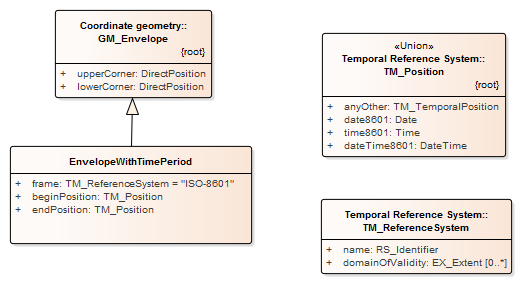 Coordinate geometry::
GM_Envelope
{root}
+ upperCorner: DirectPosition
+ lowerCorner: DirectPosition
EnvelopeWithTimePeriod
+ frame: TM_ReferenceSystem = "ISO-8601"
+ beginPosition: TM_Position
+ endPosition: TM_Position
«Union»
Temporal Reference System::
TM_Position
{root}
+ anyOther: TM_TemporalPosition
+ date8601: Date
+ time8601: Time
+ dateTime8601: DateTime
Temporal Reference System::
TM_ReferenceSystem
+ name: RS_Identifier
+ domainOfValidity: EX_Extent [0..*]